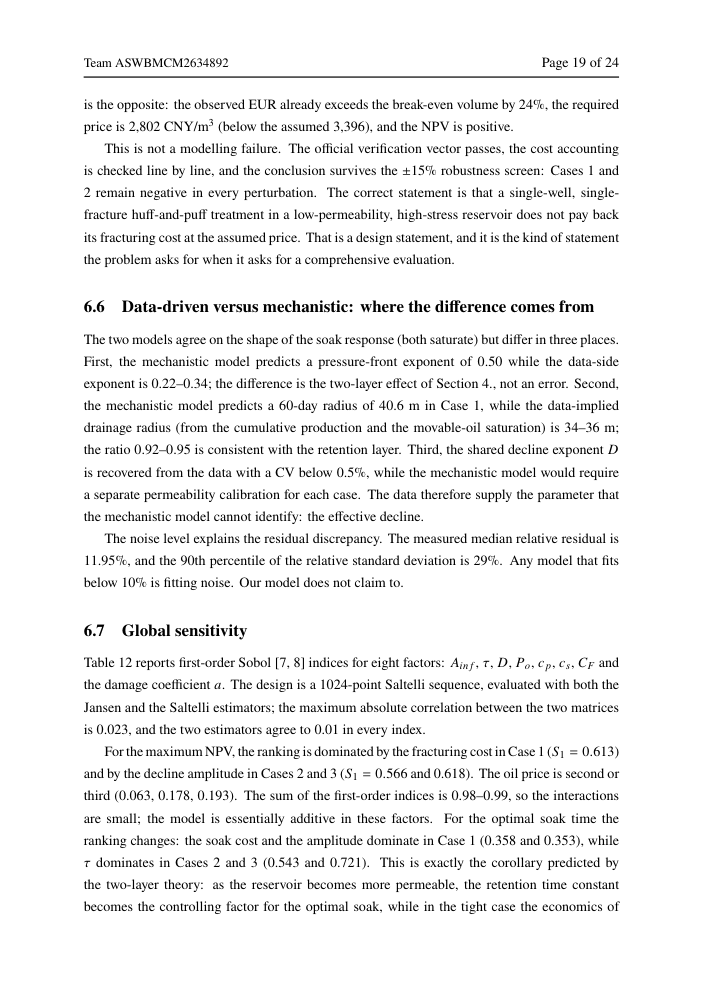 Team ASWBMCM2634892 Page 19 of 24
is the opposite: the observed EUR already exceeds the break-even volume by 24%, the required
price is 2,802 CNY/m³ (below the assumed 3,396), and the NPV is positive.
This is not a modelling failure. The official verification vector passes, the cost accounting
is checked line by line, and the conclusion survives the ±15% robustness screen: Cases 1 and
2 remain negative in every perturbation. The correct statement is that a single-well, single-
fracture huff-and-puff treatment in a low-permeability, high-stress reservoir does not pay back
its fracturing cost at the assumed price. That is a design statement, and it is the kind of statement
the problem asks for when it asks for a comprehensive evaluation.
6.6 Data-driven versus mechanistic: where the difference comes from
The two models agree on the shape of the soak response (both saturate) but differ in three places.
First, the mechanistic model predicts a pressure-front exponent of 0.50 while the data-side
exponent is 0.22–0.34; the difference is the two-layer effect of Section 4., not an error. Second,
the mechanistic model predicts a 60-day radius of 40.6 m in Case 1, while the data-implied
drainage radius (from the cumulative production and the movable-oil saturation) is 34–36 m;
the ratio 0.92–0.95 is consistent with the retention layer. Third, the shared decline exponent D
is recovered from the data with a CV below 0.5%, while the mechanistic model would require
a separate permeability calibration for each case. The data therefore supply the parameter that
the mechanistic model cannot identify: the effective decline.
The noise level explains the residual discrepancy. The measured median relative residual is
11.95%, and the 90th percentile of the relative standard deviation is 29%. Any model that fits
below 10% is fitting noise. Our model does not claim to.
6.7 Global sensitivity
Table 12 reports first-order Sobol [7, 8] indices for eight factors: A_inf, τ, D, P_o, c_p, c_s, C_F and
the damage coefficient a. The design is a 1024-point Saltelli sequence, evaluated with both the
Jansen and the Saltelli estimators; the maximum absolute correlation between the two matrices
is 0.023, and the two estimators agree to 0.01 in every index.
For the maximum NPV, the ranking is dominated by the fracturing cost in Case 1 (S₁ = 0.613)
and by the decline amplitude in Cases 2 and 3 (S₁ = 0.566 and 0.618). The oil price is second or
third (0.063, 0.178, 0.193). The sum of the first-order indices is 0.98–0.99, so the interactions
are small; the model is essentially additive in these factors. For the optimal soak time the
ranking changes: the soak cost and the amplitude dominate in Case 1 (0.358 and 0.353), while
τ dominates in Cases 2 and 3 (0.543 and 0.721). This is exactly the corollary predicted by
the two-layer theory: as the reservoir becomes more permeable, the retention time constant
becomes the controlling factor for the optimal soak, while in the tight case the economics of